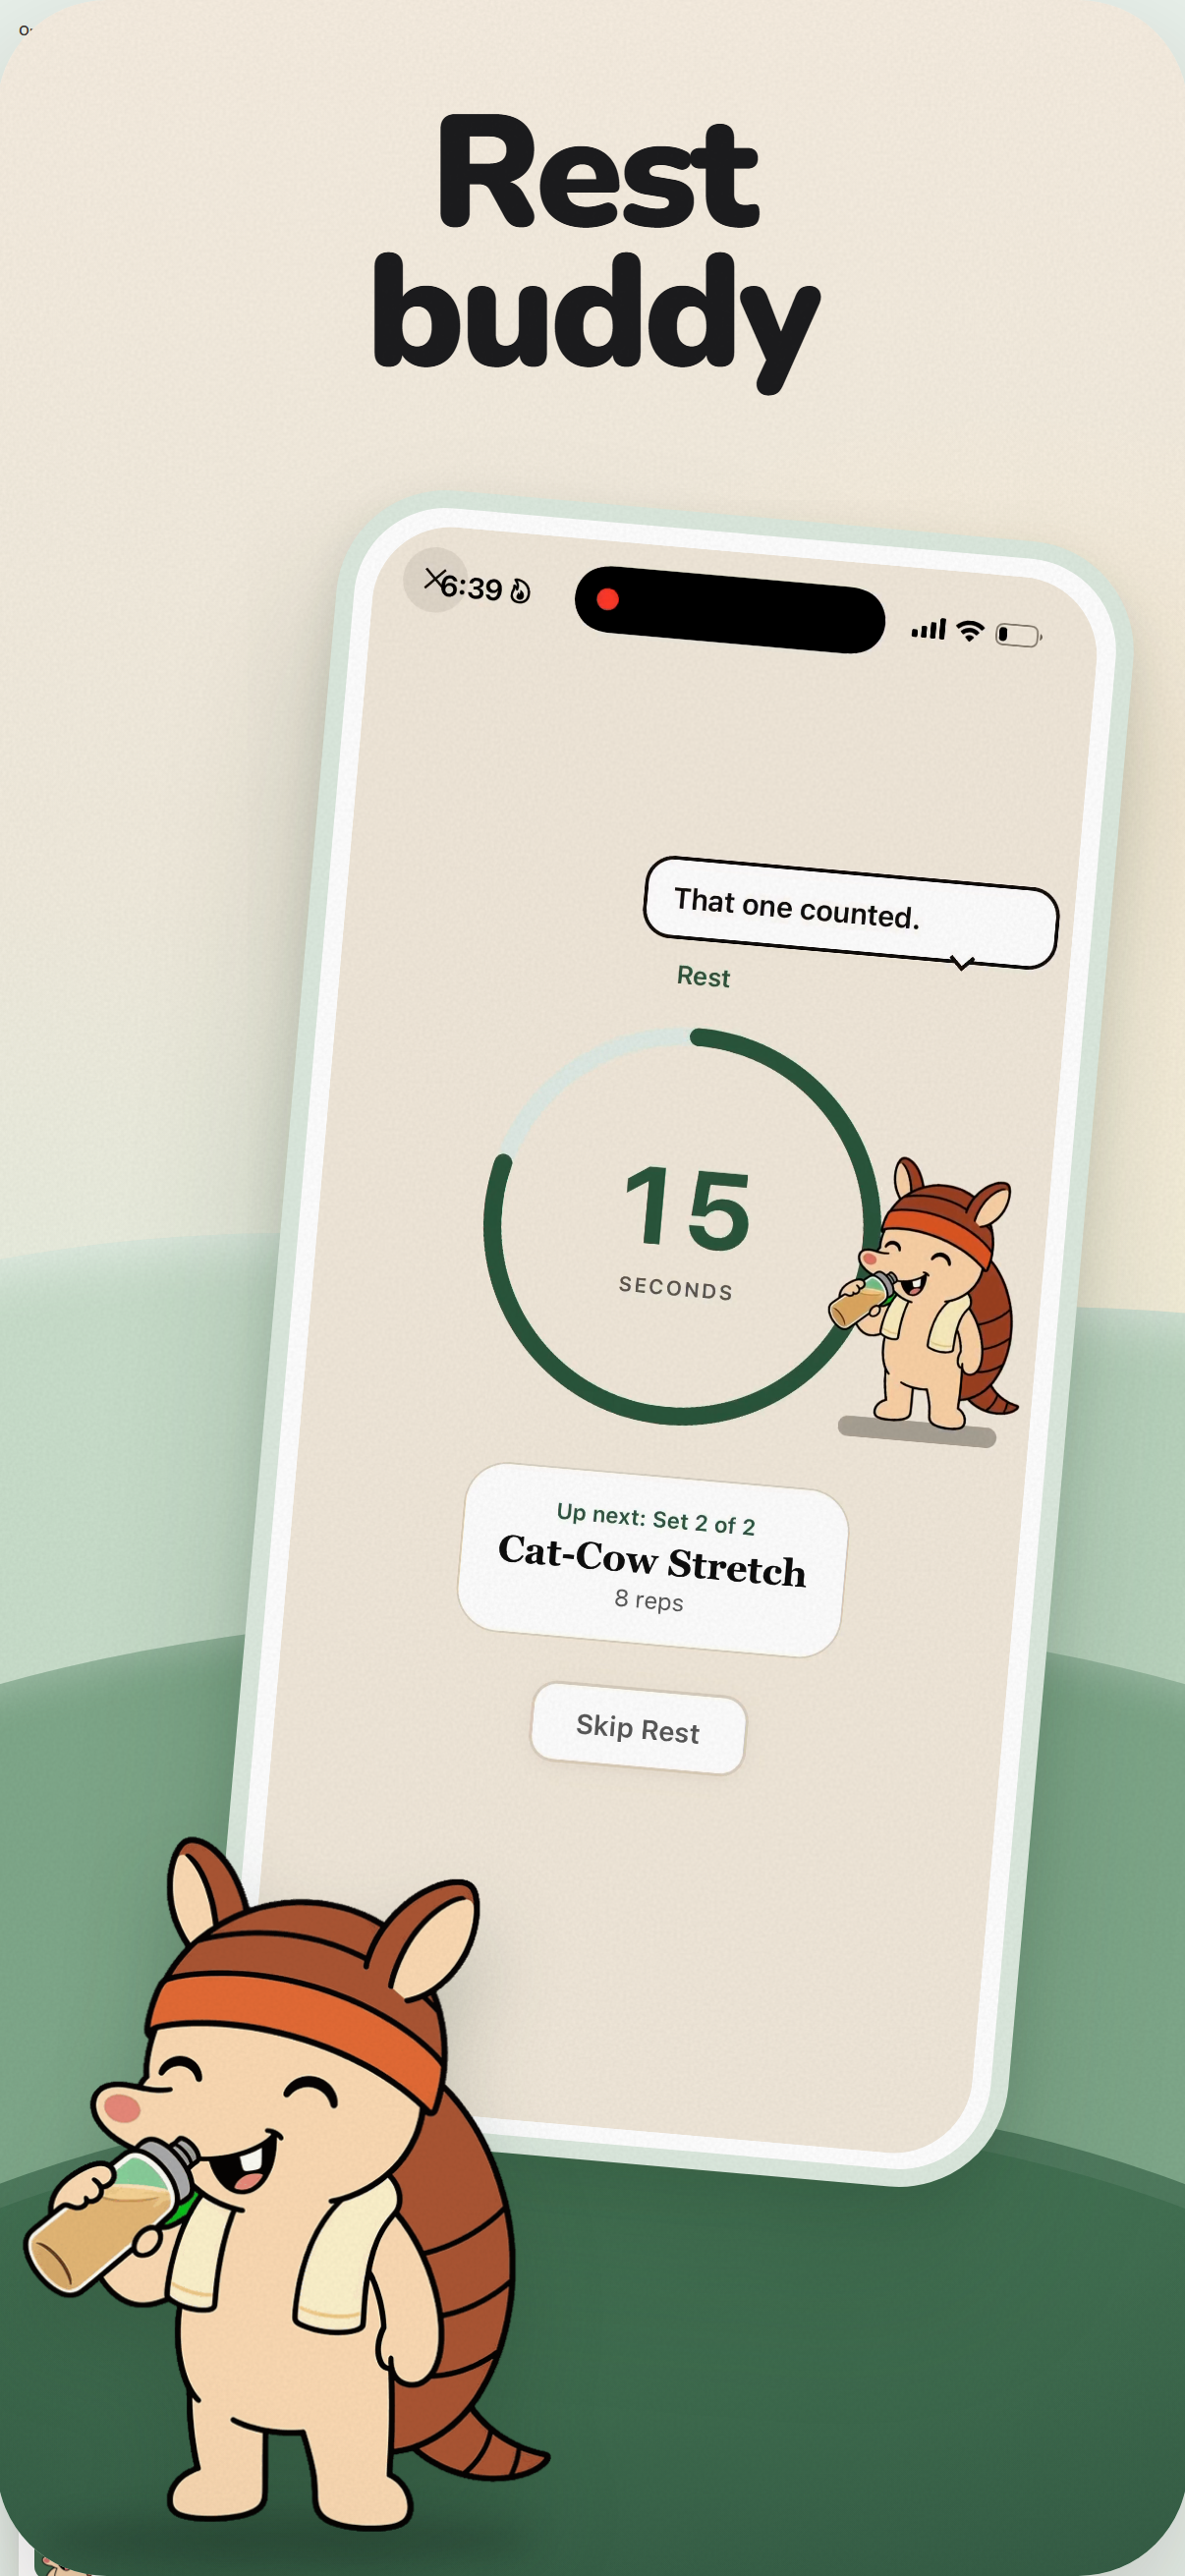 Rest
buddy
6:39
That one counted.
Rest
15
SECONDS
Up next: Set 2 of 2
Cat-Cow Stretch
8 reps
Skip Rest